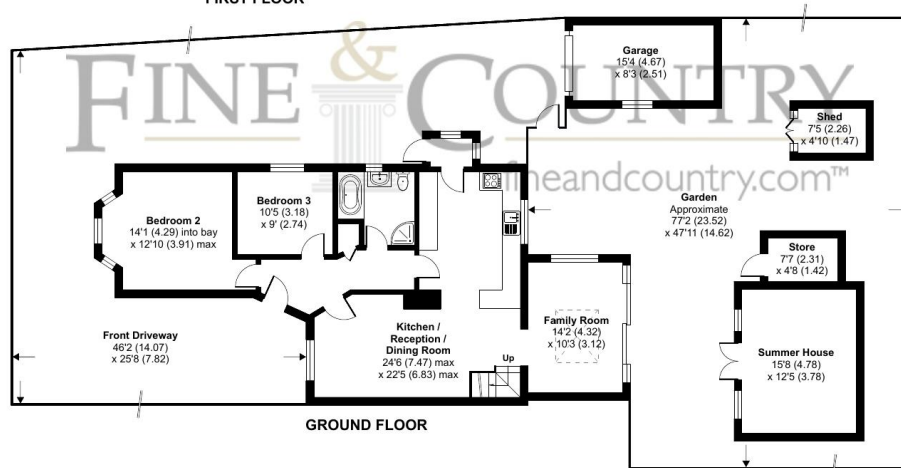 FIRST FLOOR
FINE & COUNTRY
fineandcountry.com™
Garage
15'4 (4.67)
x 8'3 (2.51)
Shed
7'5 (2.26)
x 4'10 (1.47)
Bedroom 2
14'1 (4.29) into bay
x 12'10 (3.91) max
Bedroom 3
10'5 (3.18)
x 9' (2.74)
Garden
Approximate
77'2 (23.52)
x 47'11 (14.62)
Store
7'7 (2.31)
x 4'8 (1.42)
Front Driveway
46'2 (14.07)
x 25'8 (7.82)
Kitchen /
Reception /
Dining Room
24'6 (7.47) max
x 22'5 (6.83) max
Up
Family Room
14'2 (4.32)
x 10'3 (3.12)
Summer House
15'8 (4.78)
x 12'5 (3.78)
GROUND FLOOR